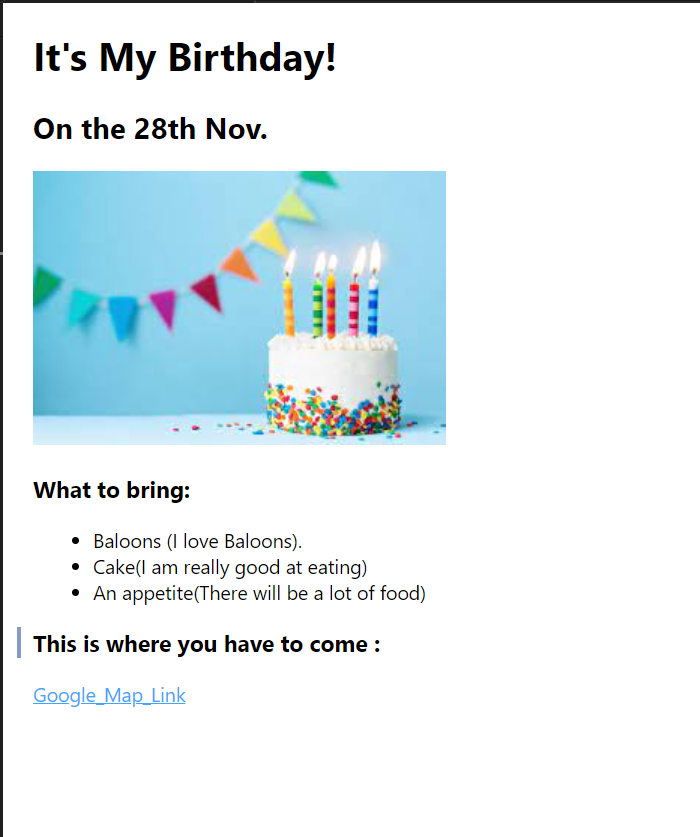 It's My Birthday!
On the 28th Nov.
What to bring:
Baloons (I love Baloons).
Cake(I am really good at eating)
An appetite(There will be a lot of food)
This is where you have to come :
Google_Map_Link